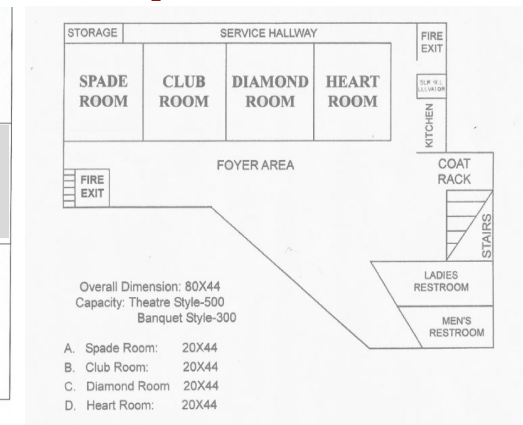 STORAGE
SERVICE HALLWAY
FIRE
EXIT
SPADE
ROOM
CLUB
ROOM
DIAMOND
ROOM
HEART
ROOM
KITCHEN
FOYER AREA
COAT
RACK
FIRE
EXIT
STAIRS
LADIES
RESTROOM
MEN'S
RESTROOM
Overall Dimension: 80X44
Capacity: Theatre Style-500
Banquet Style-300
A. Spade Room: 20X44
B. Club Room: 20X44
C. Diamond Room 20X44
D. Heart Room: 20X44